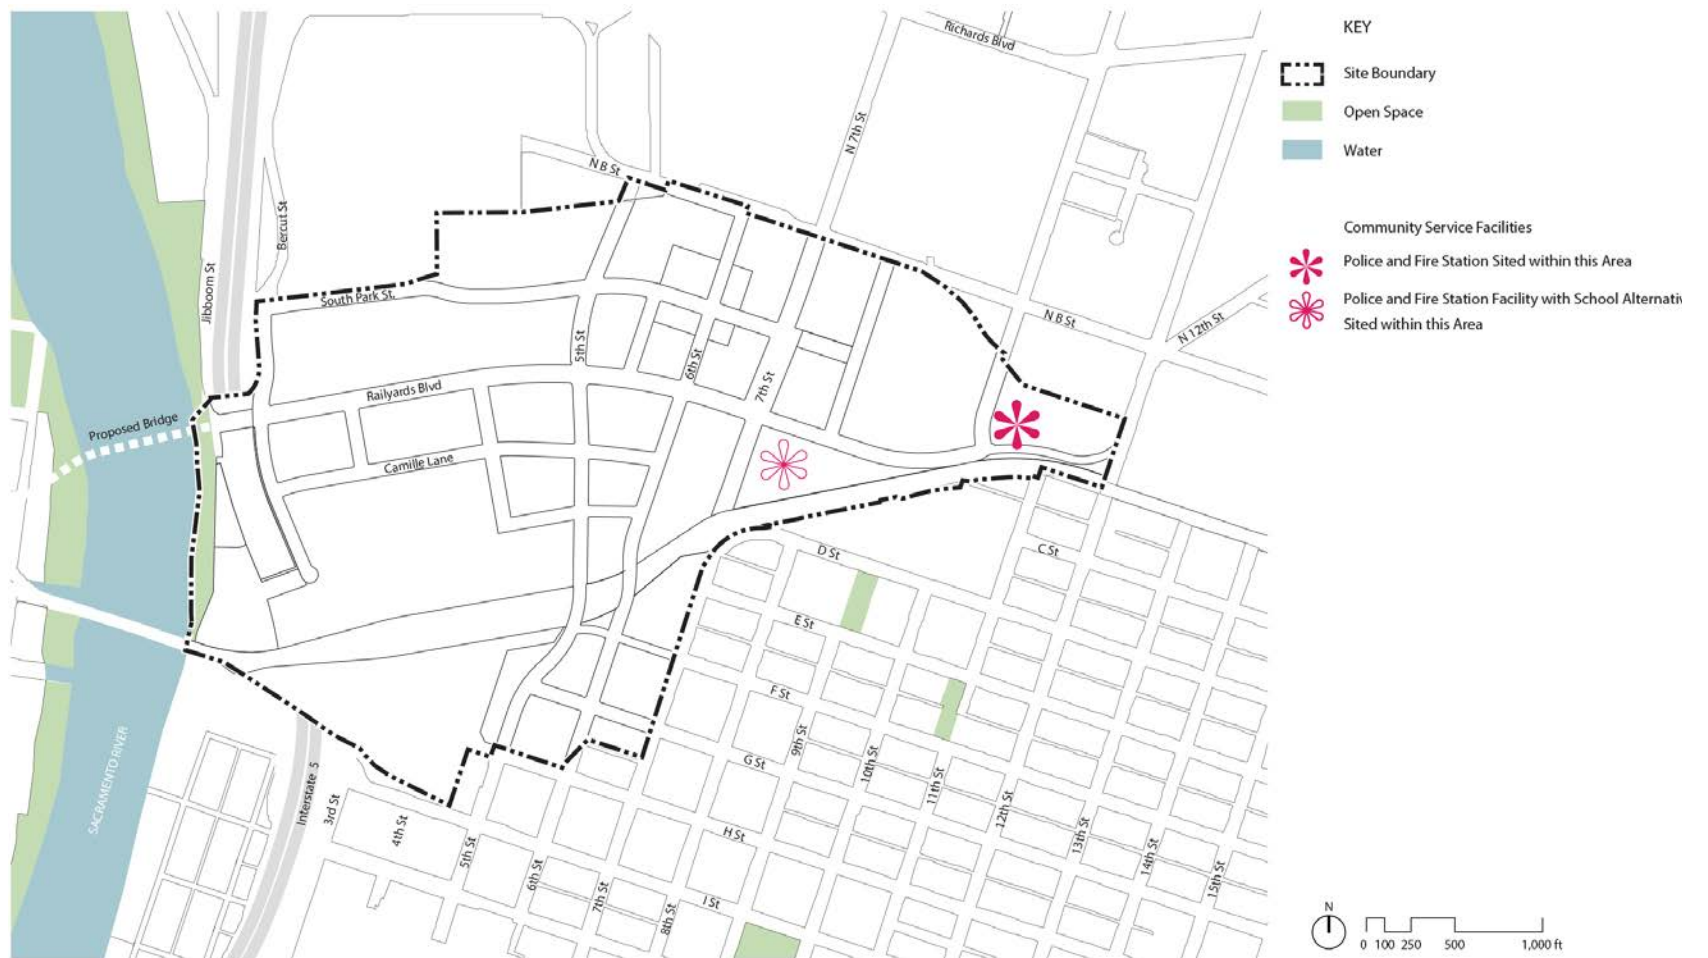 KEY
Site Boundary
Open Space
Water
Community Service Facilities
Police and Fire Station Sited within this Area
Police and Fire Station Facility with School Alternativ
Sited within this Area
Richards Blvd
N 7th St
N B St
Bercut St
Jibboom St
South Park St.
N B St
N 12th St
5th St
6th St
7th St
Railyards Blvd
Proposed Bridge
Camille Lane
D St
C St
E St
F St
G St
9th St
10th St
11th St
12th St
13th St
14th St
15th St
H St
I St
SACRAMENTO RIVER
Interstate 5
3rd St
4th St
5th St
6th St
7th St
8th St
N
0 100 250 500 1,000 ft